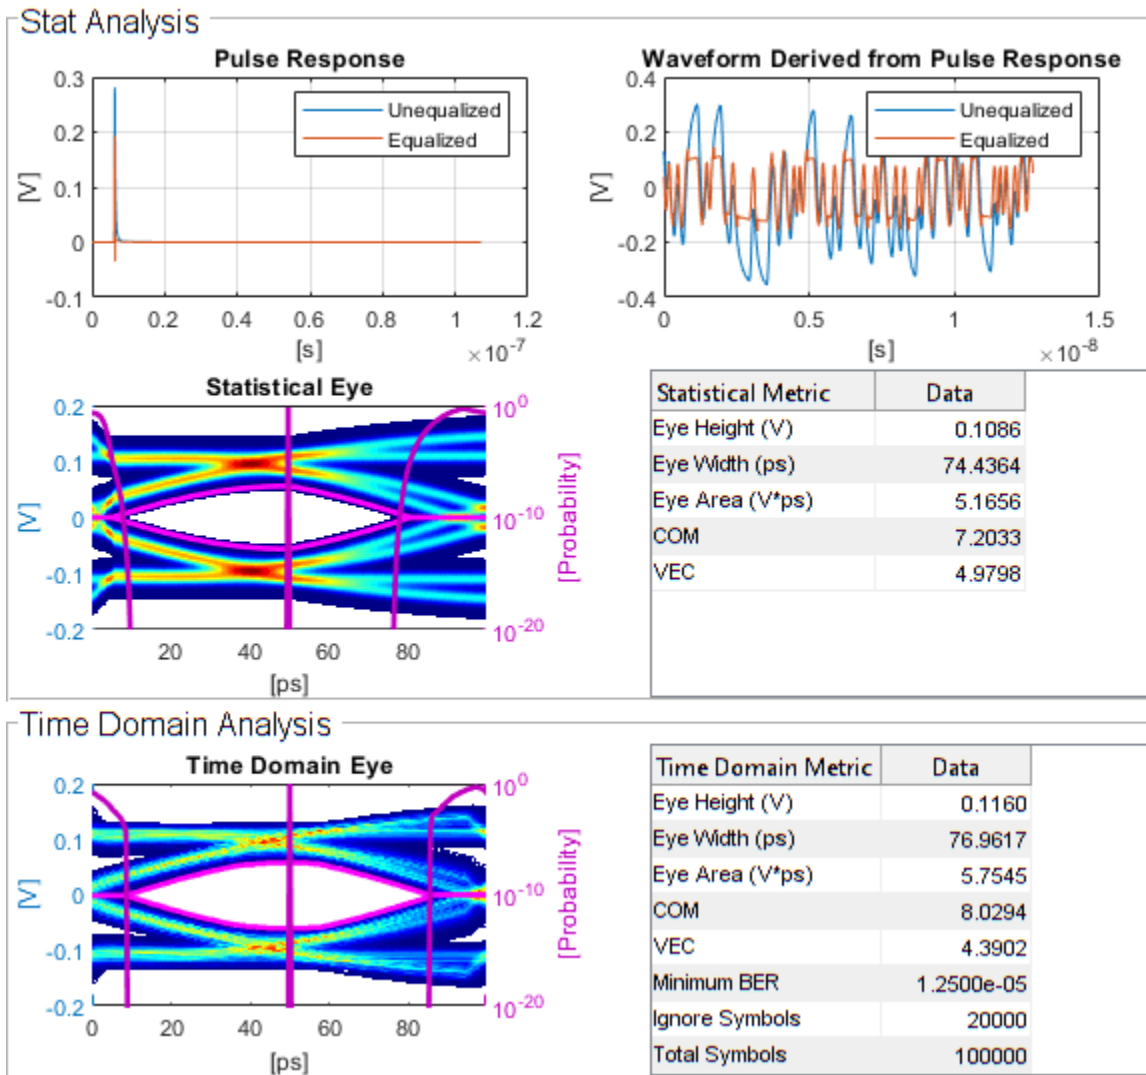 Stat Analysis
Pulse Response
0.3
0.2
0.1
0
-0.1
[V]
Unequalized
Equalized
0 0.2 0.4 0.6 0.8 1 1.2
[s]
×10^-7
Waveform Derived from Pulse Response
0.4
0.2
0
-0.2
-0.4
[V]
Unequalized
Equalized
0 0.5 1 1.5
[s]
×10^-8
Statistical Eye
0.2
0.1
0
-0.1
-0.2
[V]
10^0
10^-10
10^-20
[Probability]
20 40 60 80
[ps]
Statistical Metric Data
Eye Height (V) 0.1086
Eye Width (ps) 74.4364
Eye Area (V*ps) 5.1656
COM 7.2033
VEC 4.9798
Time Domain Analysis
Time Domain Eye
0.2
0.1
0
-0.1
-0.2
[V]
10^0
10^-10
10^-20
[Probability]
0 20 40 60 80
[ps]
Time Domain Metric Data
Eye Height (V) 0.1160
Eye Width (ps) 76.9617
Eye Area (V*ps) 5.7545
COM 8.0294
VEC 4.3902
Minimum BER 1.2500e-05
Ignore Symbols 20000
Total Symbols 100000